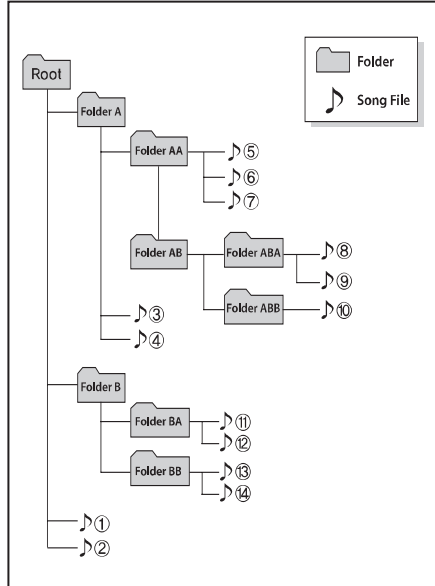 Root
Folder
Song File
Folder A
Folder AA
⑤
⑥
⑦
Folder AB
Folder ABA
⑧
⑨
Folder ABB
⑩
③
④
Folder B
Folder BA
⑪
⑫
Folder BB
⑬
⑭
①
②